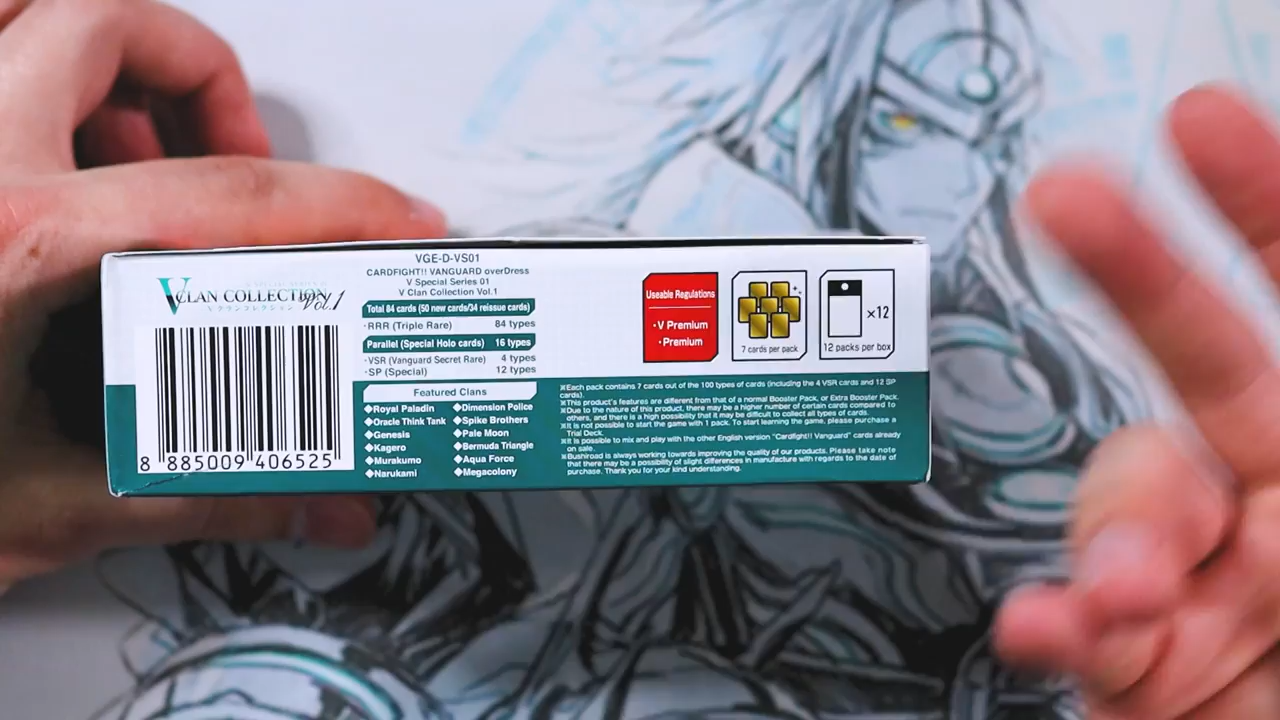 V CLAN COLLECTION Vol.1
Vクランコレクション
8 885009 406525
VGE-D-VS01
CARDFIGHT!! VANGUARD overDress
V Special Series 01
V Clan Collection Vol.1
Total 84 cards (50 new cards/34 reissue cards)
・RRR (Triple Rare) 84 types
Parallel (Special Holo cards) 16 types
・VSR (Vanguard Secret Rare) 4 types
・SP (Special) 12 types
Featured Clans
◆Royal Paladin ◆Dimension Police
◆Oracle Think Tank ◆Spike Brothers
◆Genesis ◆Pale Moon
◆Kagero ◆Bermuda Triangle
◆Murakumo ◆Aqua Force
◆Narukami ◆Megacolony
Useable Regulations
・V Premium
・Premium
7 cards per pack
×12
12 packs per box
※Each pack contains 7 cards out of the 100 types of cards (including the 4 VSR cards and 12 SP
cards).
※This product's features are different from that of a normal Booster Pack, or Extra Booster Pack.
※Due to the nature of this product, there may be a higher number of certain cards compared to
others, and there is a high possibility that it may be difficult to collect all types of cards.
※It is not possible to start the game with 1 pack. To start learning the game, please purchase a
Trial Deck.
※It is possible to mix and play with the other English version "Cardfight!! Vanguard" cards already
on sale.
※Bushiroad is always working towards improving the quality of our products. Please take note
that there may be a possibility of slight differences in manufacture with regards to the date of
purchase. Thank you for your kind understanding.